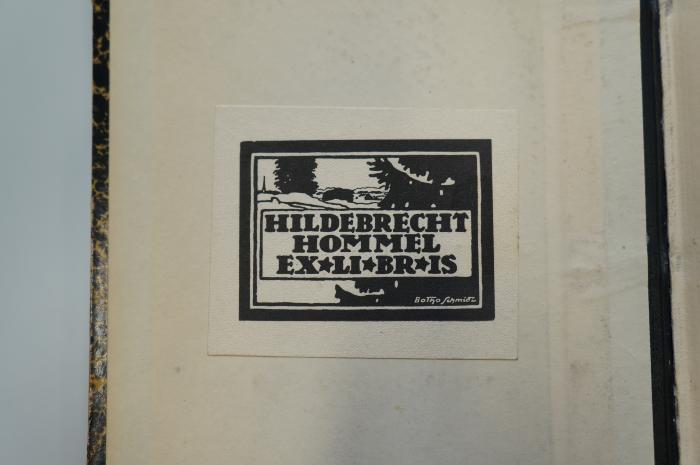 HILDEBRECHT
HOMMEL
EX★LI★BR★IS
Botho Schmidt